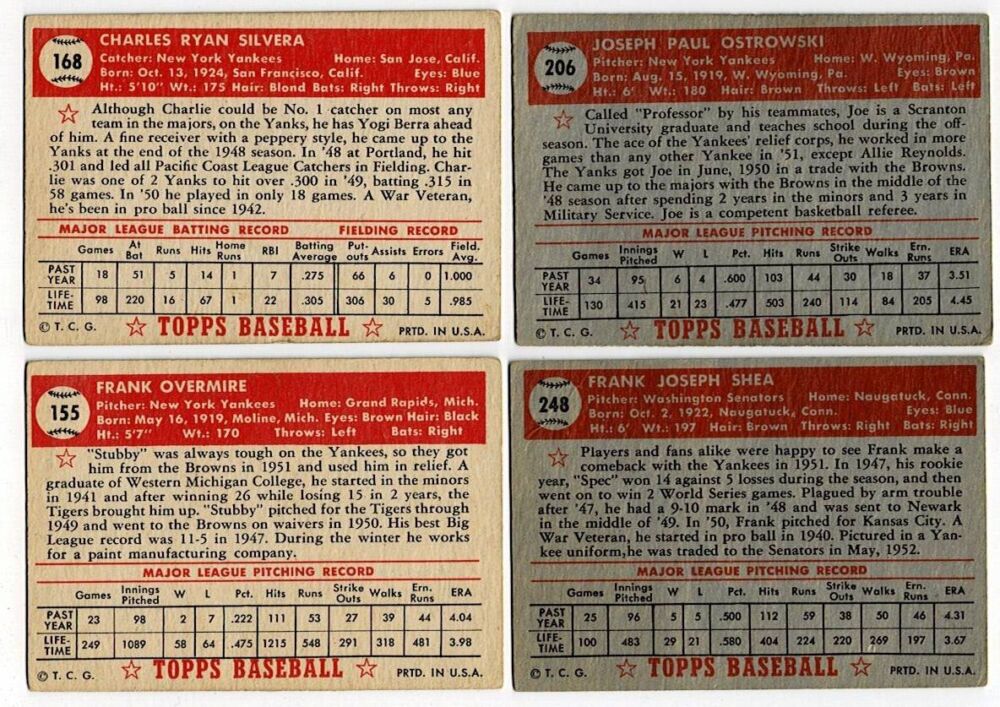 168
CHARLES RYAN SILVERA
Catcher: New York Yankees Home: San Jose, Calif.
Born: Oct. 13, 1924, San Francisco, Calif. Eyes: Blue
Ht.: 5'10" Wt.: 175 Hair: Blond Bats: Right Throws: Right
Although Charlie could be No. 1 catcher on most any
team in the majors, on the Yanks, he has Yogi Berra ahead
of him. A fine receiver with a peppery style, he came up to the
Yanks at the end of the 1948 season. In '48 at Portland, he hit
.301 and led all Pacific Coast League Catchers in Fielding. Char-
lie was one of 2 Yanks to hit over .300 in '49, batting .315 in
58 games. In '50 he played in only 18 games. A War Veteran,
he's been in pro ball since 1942.
MAJOR LEAGUE BATTING RECORD FIELDING RECORD
Games At Bat Runs Hits Home Runs RBI Batting Average Put-outs Assists Errors Field. Avg.
PAST YEAR 18 51 5 14 1 7 .275 66 6 0 1.000
LIFE-TIME 98 220 16 67 1 22 .305 306 30 5 .985
© T. C. G. TOPPS BASEBALL PRTD. IN U.S.A.
206
JOSEPH PAUL OSTROWSKI
Pitcher: New York Yankees Home: W. Wyoming, Pa.
Born: Aug. 15, 1919, W. Wyoming, Pa. Eyes: Brown
Ht.: 6' Wt.: 180 Hair: Brown Throws: Left Bats: Left
Called "Professor" by his teammates, Joe is a Scranton
University graduate and teaches school during the off-
season. The ace of the Yankees' relief corps, he worked in more
games than any other Yankee in '51, except Allie Reynolds.
The Yanks got Joe in June, 1950 in a trade with the Browns.
He came up to the majors with the Browns in the middle of the
'48 season after spending 2 years in the minors and 3 years in
Military Service. Joe is a competent basketball referee.
MAJOR LEAGUE PITCHING RECORD
Games Innings Pitched W L Pct. Hits Runs Strike Outs Walks Ern. Runs ERA
PAST YEAR 34 95 6 4 .600 103 44 30 18 37 3.51
LIFE-TIME 130 415 21 23 .477 503 240 114 84 205 4.45
© T. C. G. TOPPS BASEBALL PRTD. IN U.S.A.
155
FRANK OVERMIRE
Pitcher: New York Yankees Home: Grand Rapids, Mich.
Born: May 16, 1919, Moline, Mich. Eyes: Brown Hair: Black
Ht.: 5'7" Wt.: 170 Throws: Left Bats: Right
"Stubby" was always tough on the Yankees, so they got
him from the Browns in 1951 and used him in relief. A
graduate of Western Michigan College, he started in the minors
in 1941 and after winning 26 while losing 15 in 2 years, the
Tigers brought him up. "Stubby" pitched for the Tigers through
1949 and went to the Browns on waivers in 1950. His best Big
League record was 11-5 in 1947. During the winter he works
for a paint manufacturing company.
MAJOR LEAGUE PITCHING RECORD
Games Innings Pitched W L Pct. Hits Runs Strike Outs Walks Ern. Runs ERA
PAST YEAR 23 98 2 7 .222 111 53 27 39 44 4.04
LIFE-TIME 249 1089 58 64 .475 1215 548 291 318 481 3.98
© T. C. G. TOPPS BASEBALL PRTD. IN U.S.A.
248
FRANK JOSEPH SHEA
Pitcher: Washington Senators Home: Naugatuck, Conn.
Born: Oct. 2, 1922, Naugatuck, Conn. Eyes: Blue
Ht.: 6' Wt.: 197 Hair: Brown Throws: Right Bats: Right
Players and fans alike were happy to see Frank make a
comeback with the Yankees in 1951. In 1947, his rookie
year, "Spec" won 14 against 5 losses during the season, and then
went on to win 2 World Series games. Plagued by arm trouble
after '47, he had a 9-10 mark in '48 and was sent to Newark
in the middle of '49. In '50, Frank pitched for Kansas City. A
War Veteran, he started in pro ball in 1940. Pictured in a Yan-
kee uniform, he was traded to the Senators in May, 1952.
MAJOR LEAGUE PITCHING RECORD
Games Innings Pitched W L Pct. Hits Runs Strike Outs Walks Ern. Runs ERA
PAST YEAR 25 96 5 5 .500 112 59 38 50 46 4.31
LIFE-TIME 100 483 29 21 .580 404 224 220 269 197 3.67
© T. C. G. TOPPS BASEBALL PRTD. IN U.S.A.